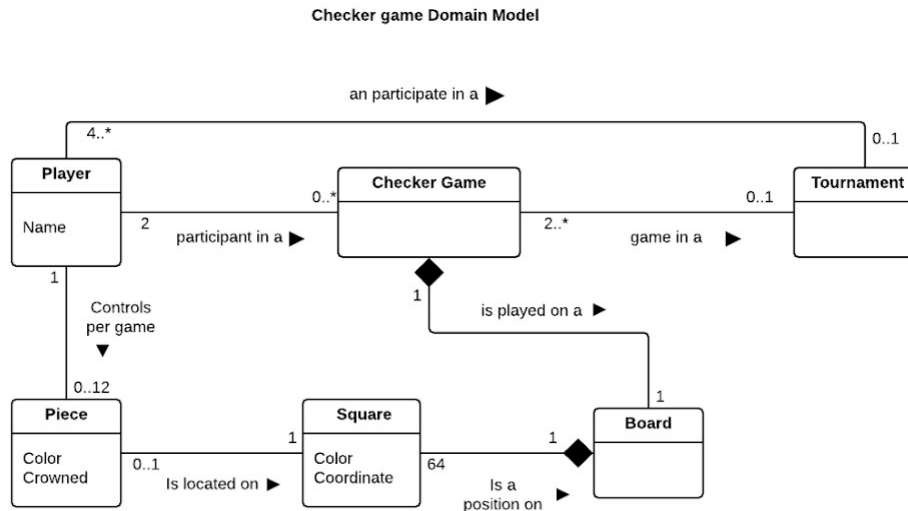 Checker game Domain Model
an participate in a
4..*
0..1
Player
Name
Checker Game
Tournament
0..*
2
participant in a
2..*
0..1
game in a
1
Controls
per game
1
is played on a
0..12
1
Piece
Color
Crowned
Square
Color
Coordinate
Board
0..1
1
Is located on
64
1
Is a
position on